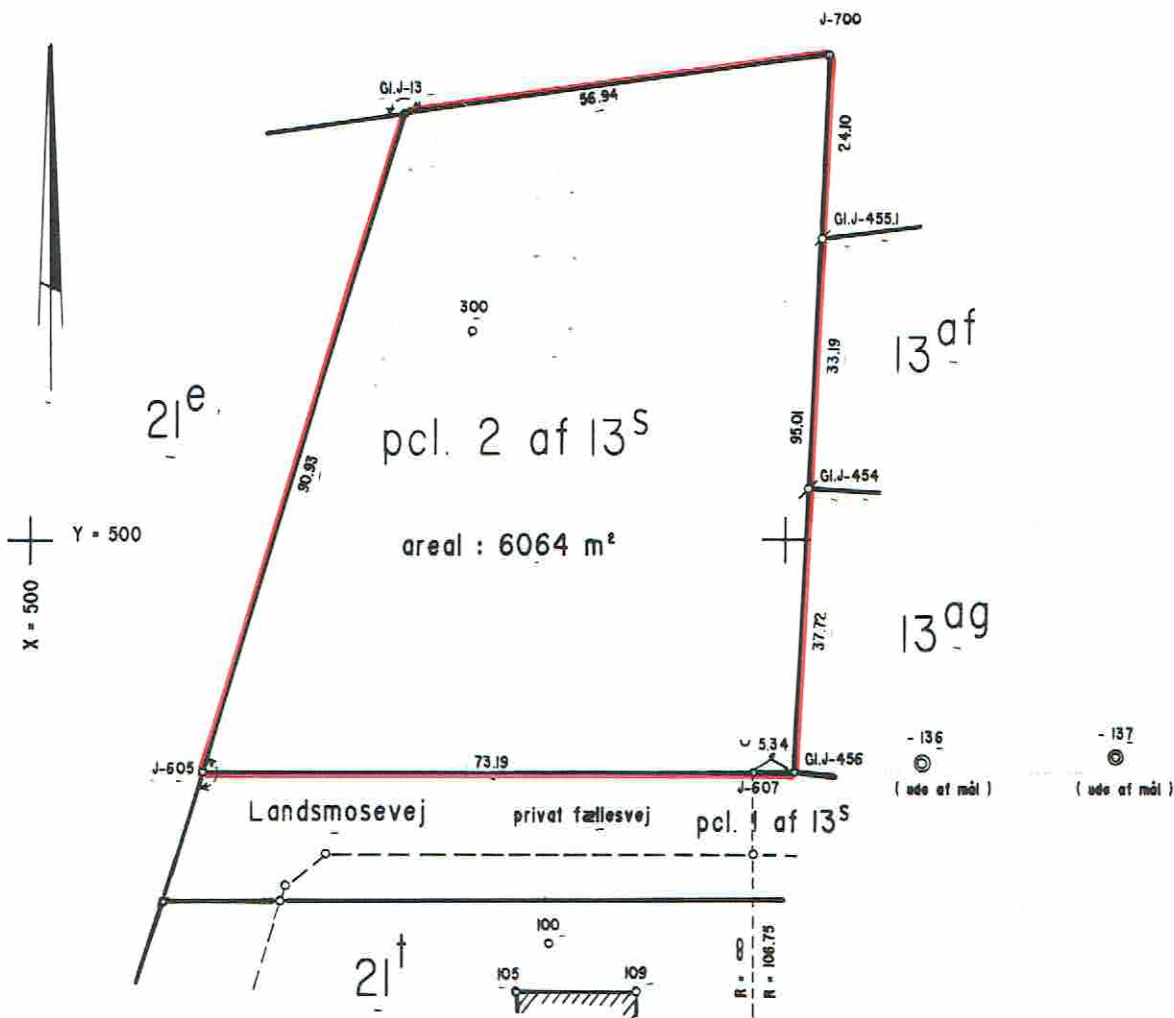 J-700
Gl.J-13
56.94
24.10
Gl.J-455.1
300
13af
33.19
21e
pcl. 2 af 13s
95.01
90.93
Gl.J-454
Y = 500
areal : 6064 m²
X = 500
13ag
37.72
-136
-137
5.34
J-605
73.19
Gl.J-456
J-607
( ude af mål )
( ude af mål )
Landsmosevej
privat fællesvej
pcl. 1 af 13s
100
21t
105
109
R = ∞
R = 106.75